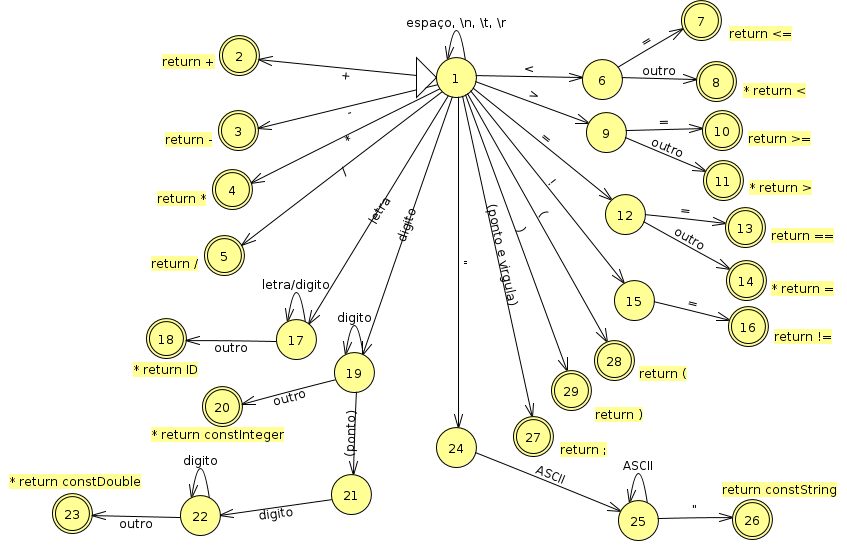 espaço, \n, \t, \r
1
return +
2
+
return -
3
-
return *
4
*
return /
5
/
<
6
=
7
return <=
outro
8
* return <
>
9
=
10
return >=
outro
11
* return >
=
12
=
13
return ==
outro
14
* return =
!
15
=
16
return !=
(
28
return (
)
29
return )
(ponto e virgula)
27
return ;
letra
letra/digito
17
outro
18
* return ID
digito
digito
19
outro
20
* return constInteger
(ponto)
21
digito
digito
22
outro
23
* return constDouble
"
24
ASCII
ASCII
25
"
26
return constString